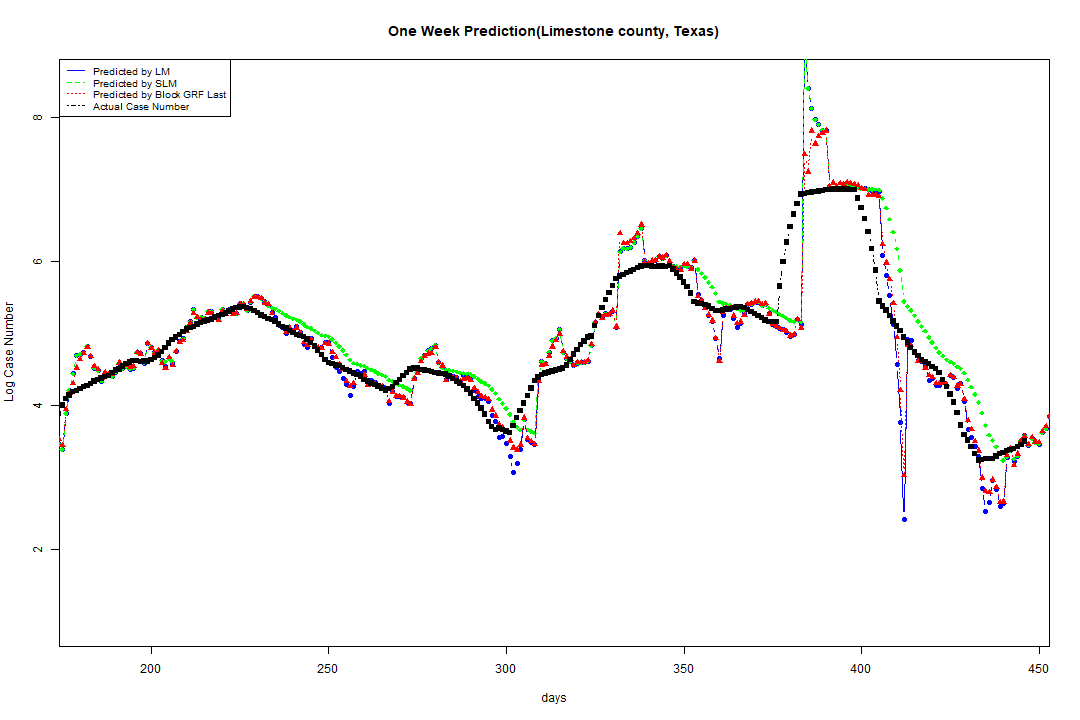 One Week Prediction(Limestone county, Texas)
Predicted by LM
Predicted by SLM
Predicted by Block GRF Last
Actual Case Number
Log Case Number
8
6
4
2
200 250 300 350 400 450
days